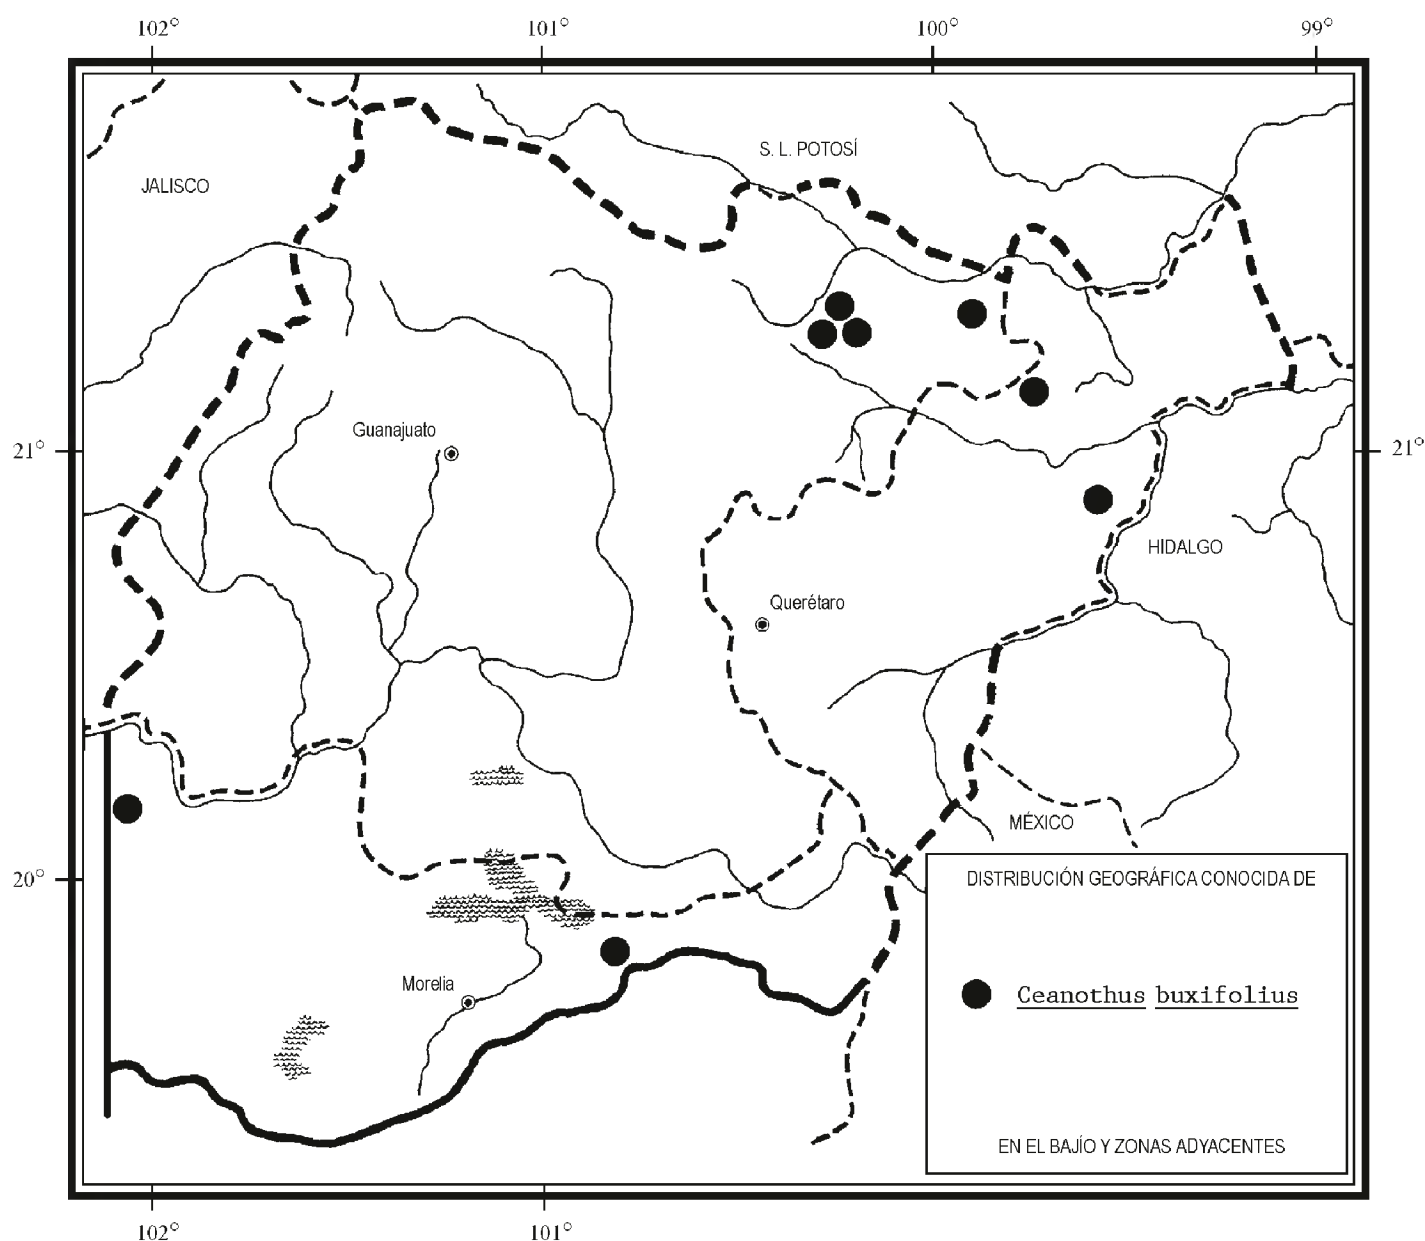 102° 101° 100° 99°
S. L. POTOSÍ
JALISCO
Guanajuato
21° 21°
HIDALGO
Querétaro
MÉXICO
20°
DISTRIBUCIÓN GEOGRÁFICA CONOCIDA DE
Morelia
Ceanothus buxifolius
EN EL BAJÍO Y ZONAS ADYACENTES
102° 101°